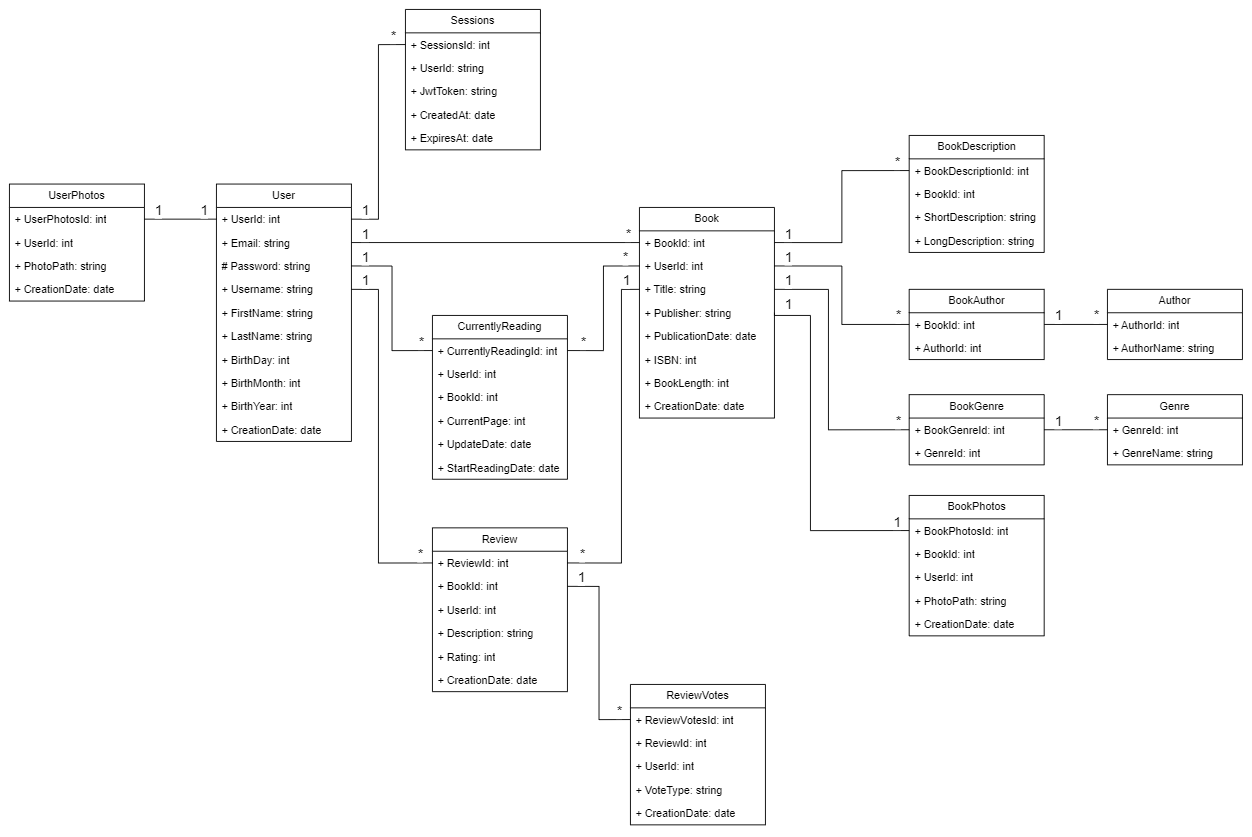 Sessions
+ SessionsId: int
+ UserId: string
+ JwtToken: string
+ CreatedAt: date
+ ExpiresAt: date
*
UserPhotos
+ UserPhotosId: int
+ UserId: int
+ PhotoPath: string
+ CreationDate: date
1
1
User
+ UserId: int
+ Email: string
# Password: string
+ Username: string
+ FirstName: string
+ LastName: string
+ BirthDay: int
+ BirthMonth: int
+ BirthYear: int
+ CreationDate: date
1
1
1
1
CurrentlyReading
+ CurrentlyReadingId: int
+ UserId: int
+ BookId: int
+ CurrentPage: int
+ UpdateDate: date
+ StartReadingDate: date
*
*
Review
+ ReviewId: int
+ BookId: int
+ UserId: int
+ Description: string
+ Rating: int
+ CreationDate: date
*
*
1
ReviewVotes
+ ReviewVotesId: int
+ ReviewId: int
+ UserId: int
+ VoteType: string
+ CreationDate: date
*
Book
+ BookId: int
+ UserId: int
+ Title: string
+ Publisher: string
+ PublicationDate: date
+ ISBN: int
+ BookLength: int
+ CreationDate: date
*
*
1
1
1
1
1
BookDescription
+ BookDescriptionId: int
+ BookId: int
+ ShortDescription: string
+ LongDescription: string
*
BookAuthor
+ BookId: int
+ AuthorId: int
*
1
*
Author
+ AuthorId: int
+ AuthorName: string
BookGenre
+ BookGenreId: int
+ GenreId: int
*
1
*
Genre
+ GenreId: int
+ GenreName: string
BookPhotos
+ BookPhotosId: int
+ BookId: int
+ UserId: int
+ PhotoPath: string
+ CreationDate: date
1